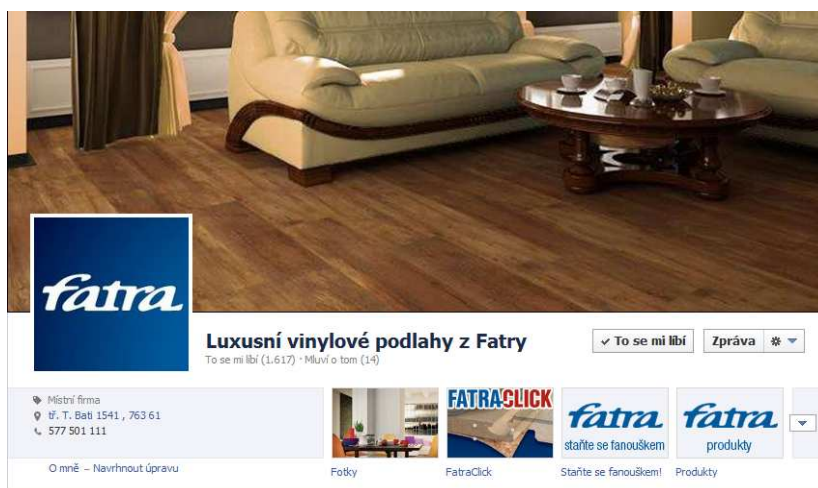 fatra
Luxusní vinylové podlahy z Fatry
To se mi líbí (1.617) · Mluví o tom (14)
✓ To se mi líbí
Zpráva
Místní firma
tř. T. Bati 1541 , 763 61
577 501 111
O mně – Navrhnout úpravu
Fotky
FATRACLICK
FatraClick
fatra
staňte se fanouškem
Staňte se fanouškem!
fatra
produkty
Produkty